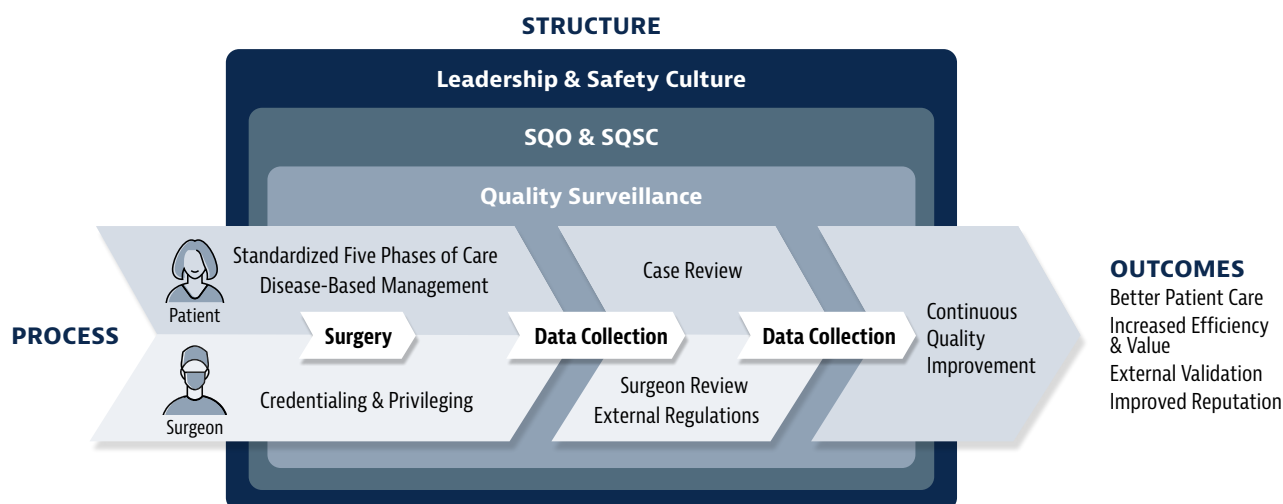 STRUCTURE
Leadership & Safety Culture
SQO & SQSC
Quality Surveillance
PROCESS
Patient
Standardized Five Phases of Care
Disease-Based Management
Surgery
Surgeon
Credentialing & Privileging
Data Collection
Case Review
Surgeon Review
External Regulations
Data Collection
Continuous
Quality
Improvement
OUTCOMES
Better Patient Care
Increased Efficiency
& Value
External Validation
Improved Reputation